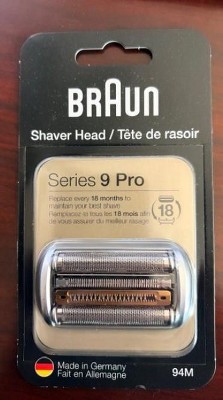 BRAUN
Shaver Head / Tête de rasoir
Series 9 Pro
Replace every 18 months to
maintain your best shave
Remplacez-le tous les 18 mois afin
de vous assurer du meilleur rasage
18
Made in Germany
Fait en Allemagne
94M